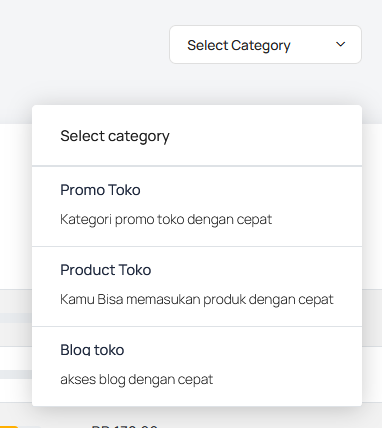 Select Category
Select category
Promo Toko
Kategori promo toko dengan cepat
Product Toko
Kamu Bisa memasukan produk dengan cepat
Blog toko
akses blog dengan cepat